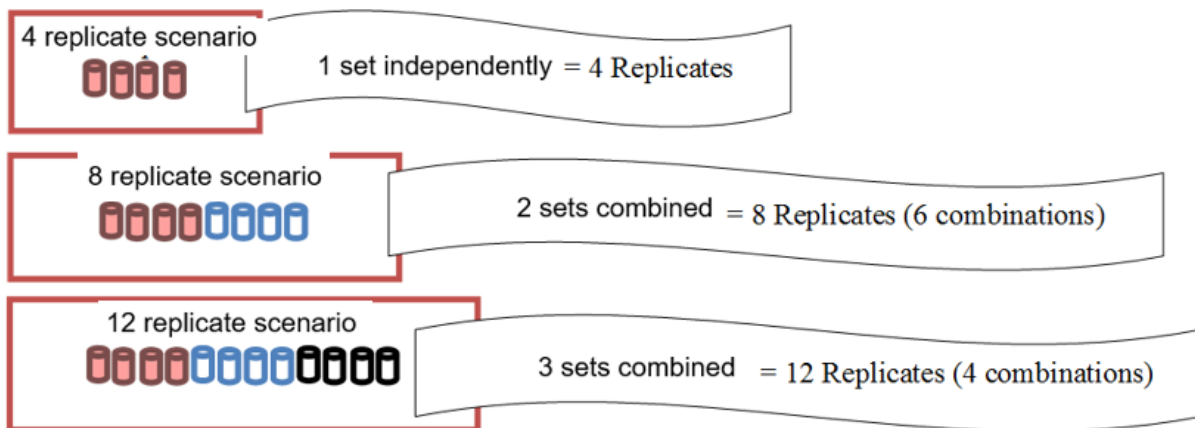 4 replicate scenario
1 set independently = 4 Replicates
8 replicate scenario
2 sets combined = 8 Replicates (6 combinations)
12 replicate scenario
3 sets combined = 12 Replicates (4 combinations)